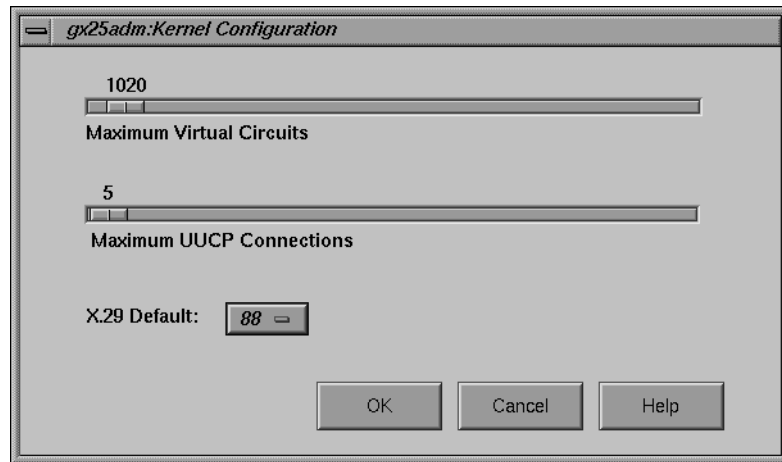 gx25adm:Kernel Configuration
1020
Maximum Virtual Circuits
5
Maximum UUCP Connections
X.29 Default: 88
OK Cancel Help